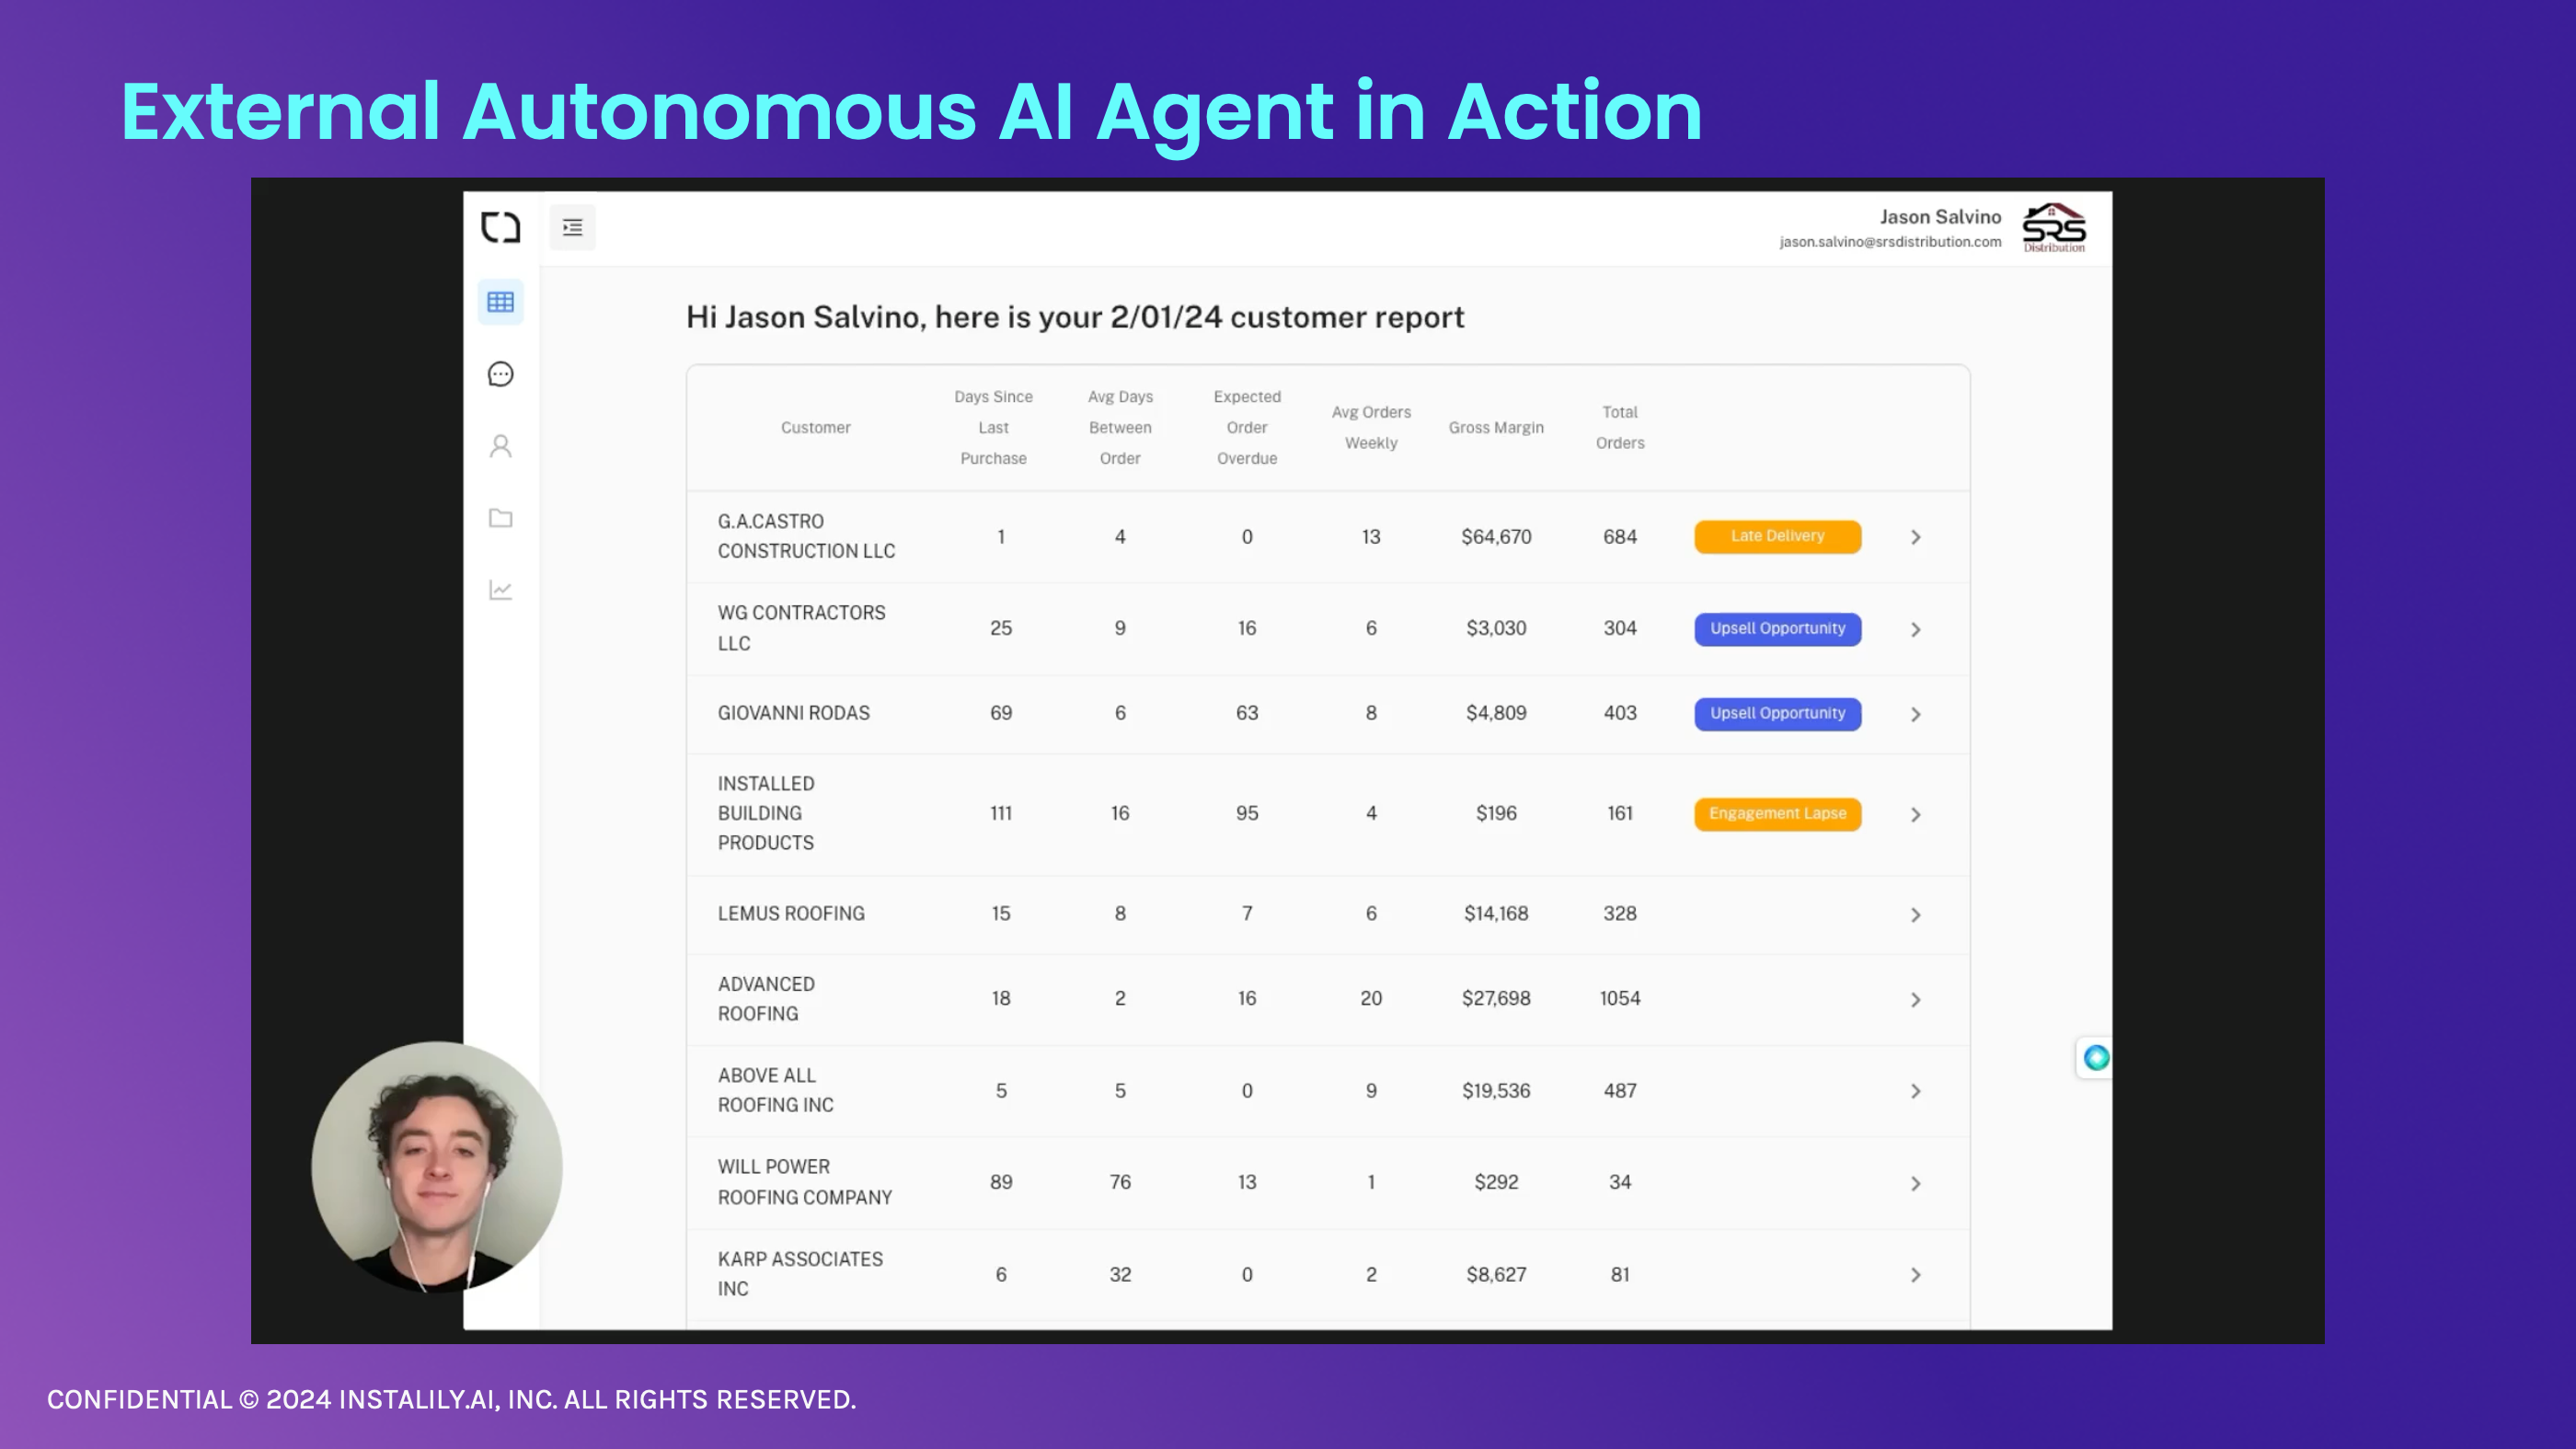 External Autonomous AI Agent in Action
Jason Salvino
jason.salvino@srsdistribution.com
SRS
Distribution
Hi Jason Salvino, here is your 2/01/24 customer report
Customer
Days Since
Last
Purchase
Avg Days
Between
Order
Expected
Order
Overdue
Avg Orders
Weekly
Gross Margin
Total
Orders
G.A.CASTRO
CONSTRUCTION LLC
1 4 0 13 $64,670 684 Late Delivery
WG CONTRACTORS
LLC
25 9 16 6 $3,030 304 Upsell Opportunity
GIOVANNI RODAS 69 6 63 8 $4,809 403 Upsell Opportunity
INSTALLED
BUILDING
PRODUCTS
111 16 95 4 $196 161 Engagement Lapse
LEMUS ROOFING 15 8 7 6 $14,168 328
ADVANCED
ROOFING
18 2 16 20 $27,698 1054
ABOVE ALL
ROOFING INC
5 5 0 9 $19,536 487
WILL POWER
ROOFING COMPANY
89 76 13 1 $292 34
KARP ASSOCIATES
INC
6 32 0 2 $8,627 81
CONFIDENTIAL © 2024 INSTALILY.AI, INC. ALL RIGHTS RESERVED.